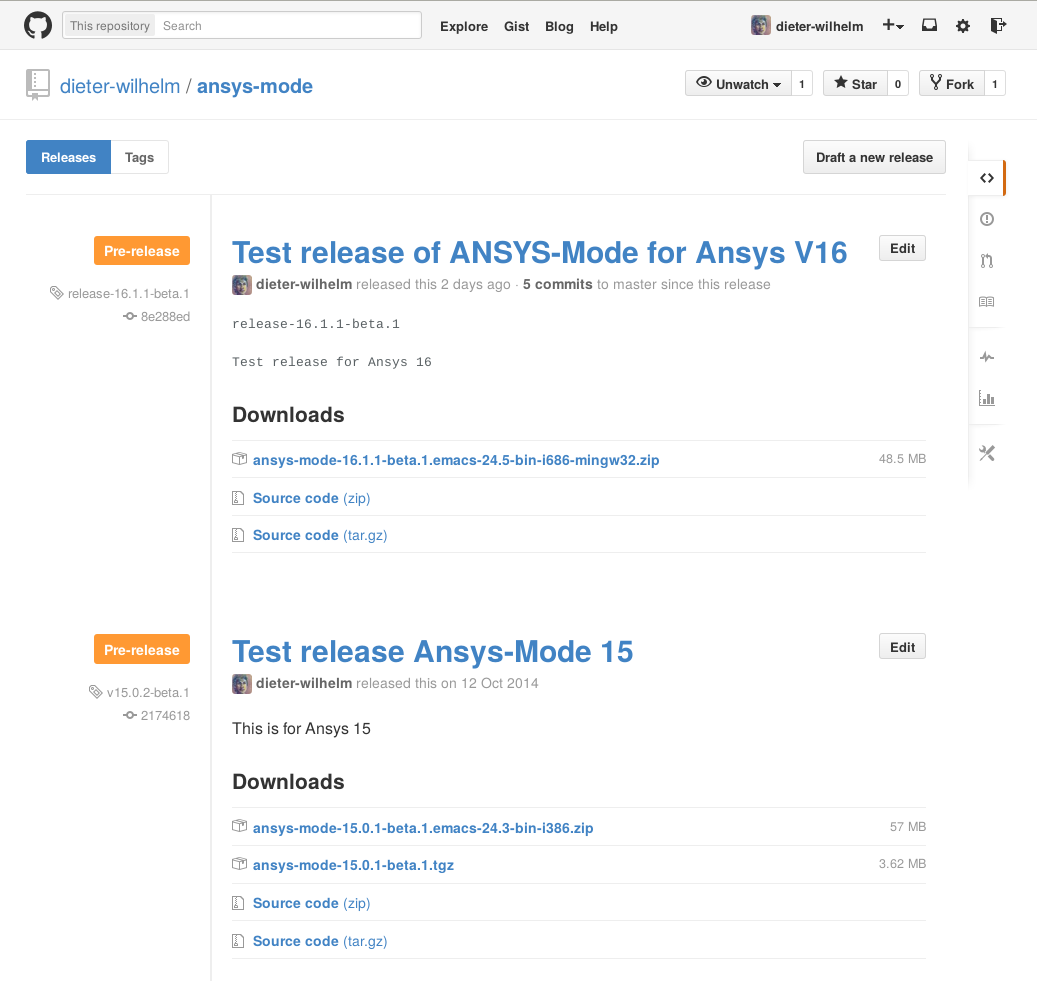 This repository Search Explore Gist Blog Help dieter-wilhelm
dieter-wilhelm / ansys-mode Unwatch 1 Star 0 Fork 1
Releases Tags Draft a new release
Pre-release
release-16.1.1-beta.1
8e288ed
Test release of ANSYS-Mode for Ansys V16 Edit
dieter-wilhelm released this 2 days ago · 5 commits to master since this release
release-16.1.1-beta.1
Test release for Ansys 16
Downloads
ansys-mode-16.1.1-beta.1.emacs-24.5-bin-i686-mingw32.zip 48.5 MB
Source code (zip)
Source code (tar.gz)
Pre-release
v15.0.2-beta.1
2174618
Test release Ansys-Mode 15 Edit
dieter-wilhelm released this on 12 Oct 2014
This is for Ansys 15
Downloads
ansys-mode-15.0.1-beta.1.emacs-24.3-bin-i386.zip 57 MB
ansys-mode-15.0.1-beta.1.tgz 3.62 MB
Source code (zip)
Source code (tar.gz)